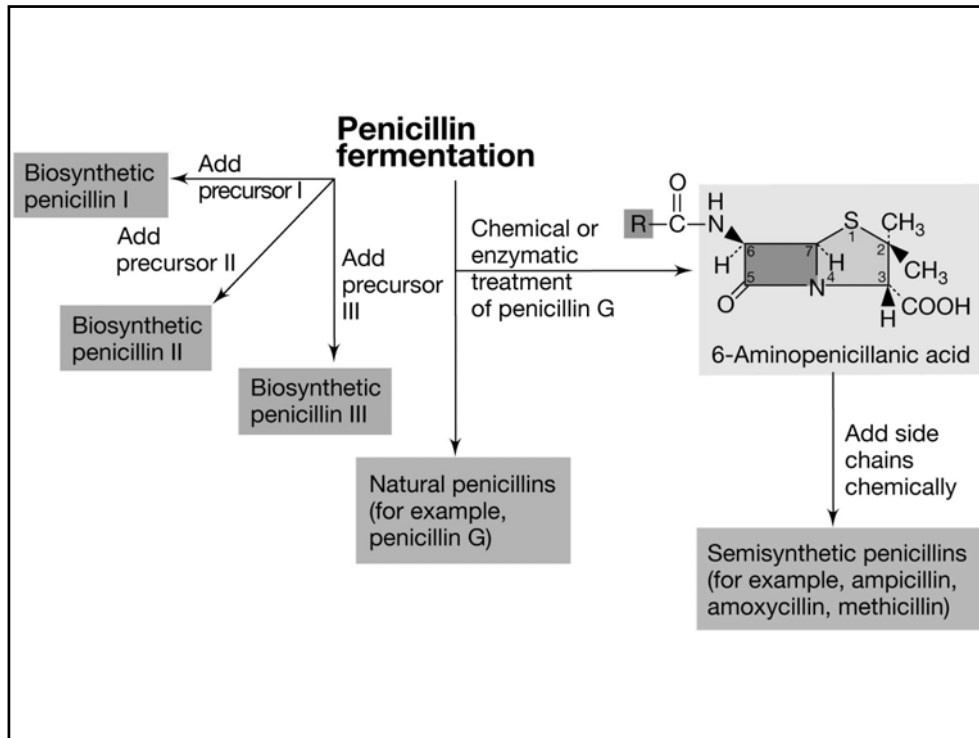 Penicillin
fermentation
Biosynthetic
penicillin I
Add
precursor I
Add
precursor II
Biosynthetic
penicillin II
Add
precursor
III
Biosynthetic
penicillin III
Chemical or
enzymatic
treatment
of penicillin G
Natural penicillins
(for example,
penicillin G)
O
H
R C N
S
1
CH3
6
7
2
H
H
CH3
5
4
3
O
N
H
COOH
6-Aminopenicillanic acid
Add side
chains
chemically
Semisynthetic penicillins
(for example, ampicillin,
amoxycillin, methicillin)